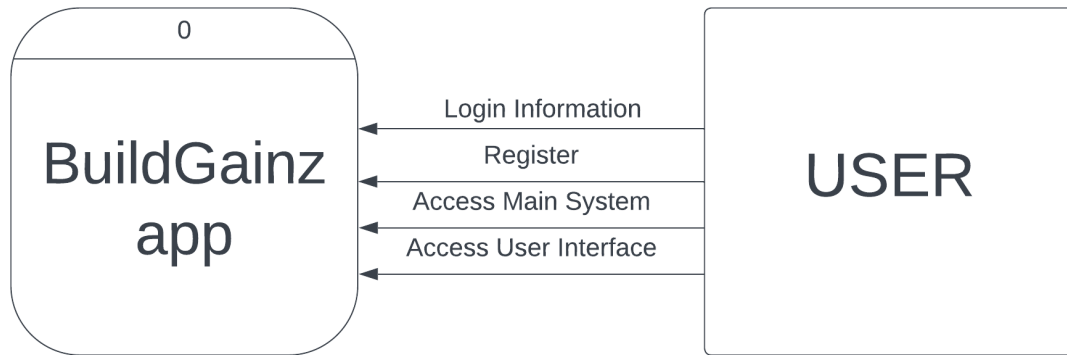 0
BuildGainz
app
Login Information
Register
Access Main System
Access User Interface
USER